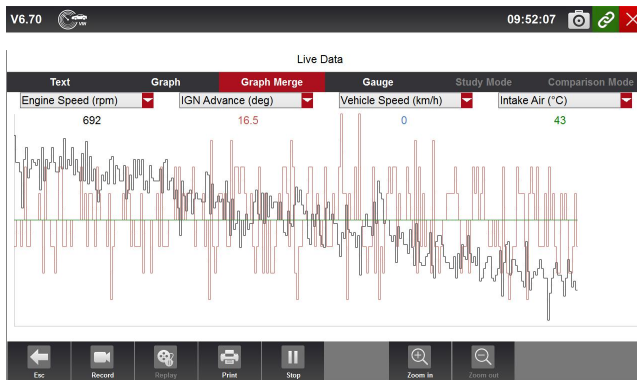 V6.70
VW
09:52:07
Live Data
Text Graph Graph Merge Gauge Study Mode Comparison Mode
Engine Speed (rpm) IGN Advance (deg) Vehicle Speed (km/h) Intake Air (°C)
692 16.5 0 43
Esc Record Replay Print Stop Zoom in Zoom out